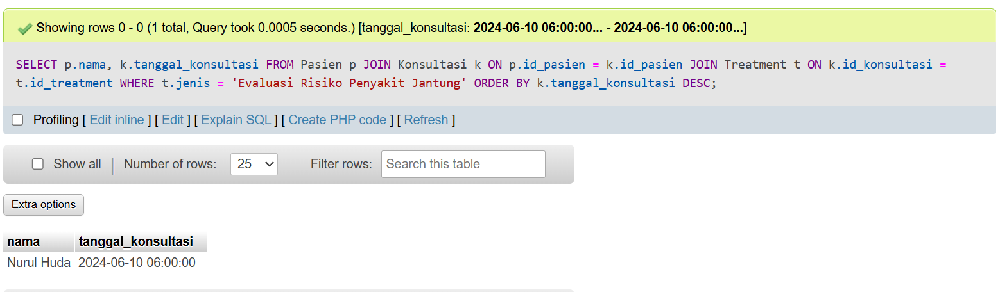 Showing rows 0 - 0 (1 total, Query took 0.0005 seconds.) [tanggal_konsultasi: 2024-06-10 06:00:00... - 2024-06-10 06:00:00...]
SELECT p.nama, k.tanggal_konsultasi FROM Pasien p JOIN Konsultasi k ON p.id_pasien = k.id_pasien JOIN Treatment t ON k.id_konsultasi =
t.id_treatment WHERE t.jenis = 'Evaluasi Risiko Penyakit Jantung' ORDER BY k.tanggal_konsultasi DESC;
Profiling [ Edit inline ] [ Edit ] [ Explain SQL ] [ Create PHP code ] [ Refresh ]
Show all | Number of rows: 25 Filter rows: Search this table
Extra options
nama tanggal_konsultasi
Nurul Huda 2024-06-10 06:00:00